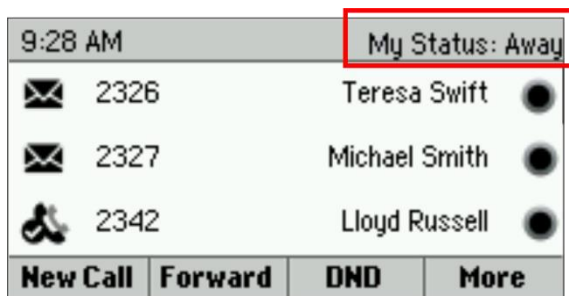 9:28 AM My Status: Away
2326 Teresa Swift
2327 Michael Smith
2342 Lloyd Russell
New Call Forward DND More